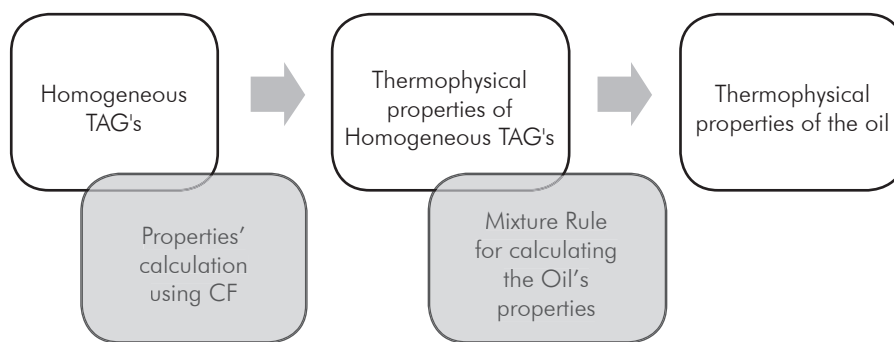 Homogeneous
TAG's
Thermophysical
properties of
Homogeneous TAG's
Thermophysical
properties of the oil
Properties’
calculation
using CF
Mixture Rule
for calculating
the Oil’s
properties